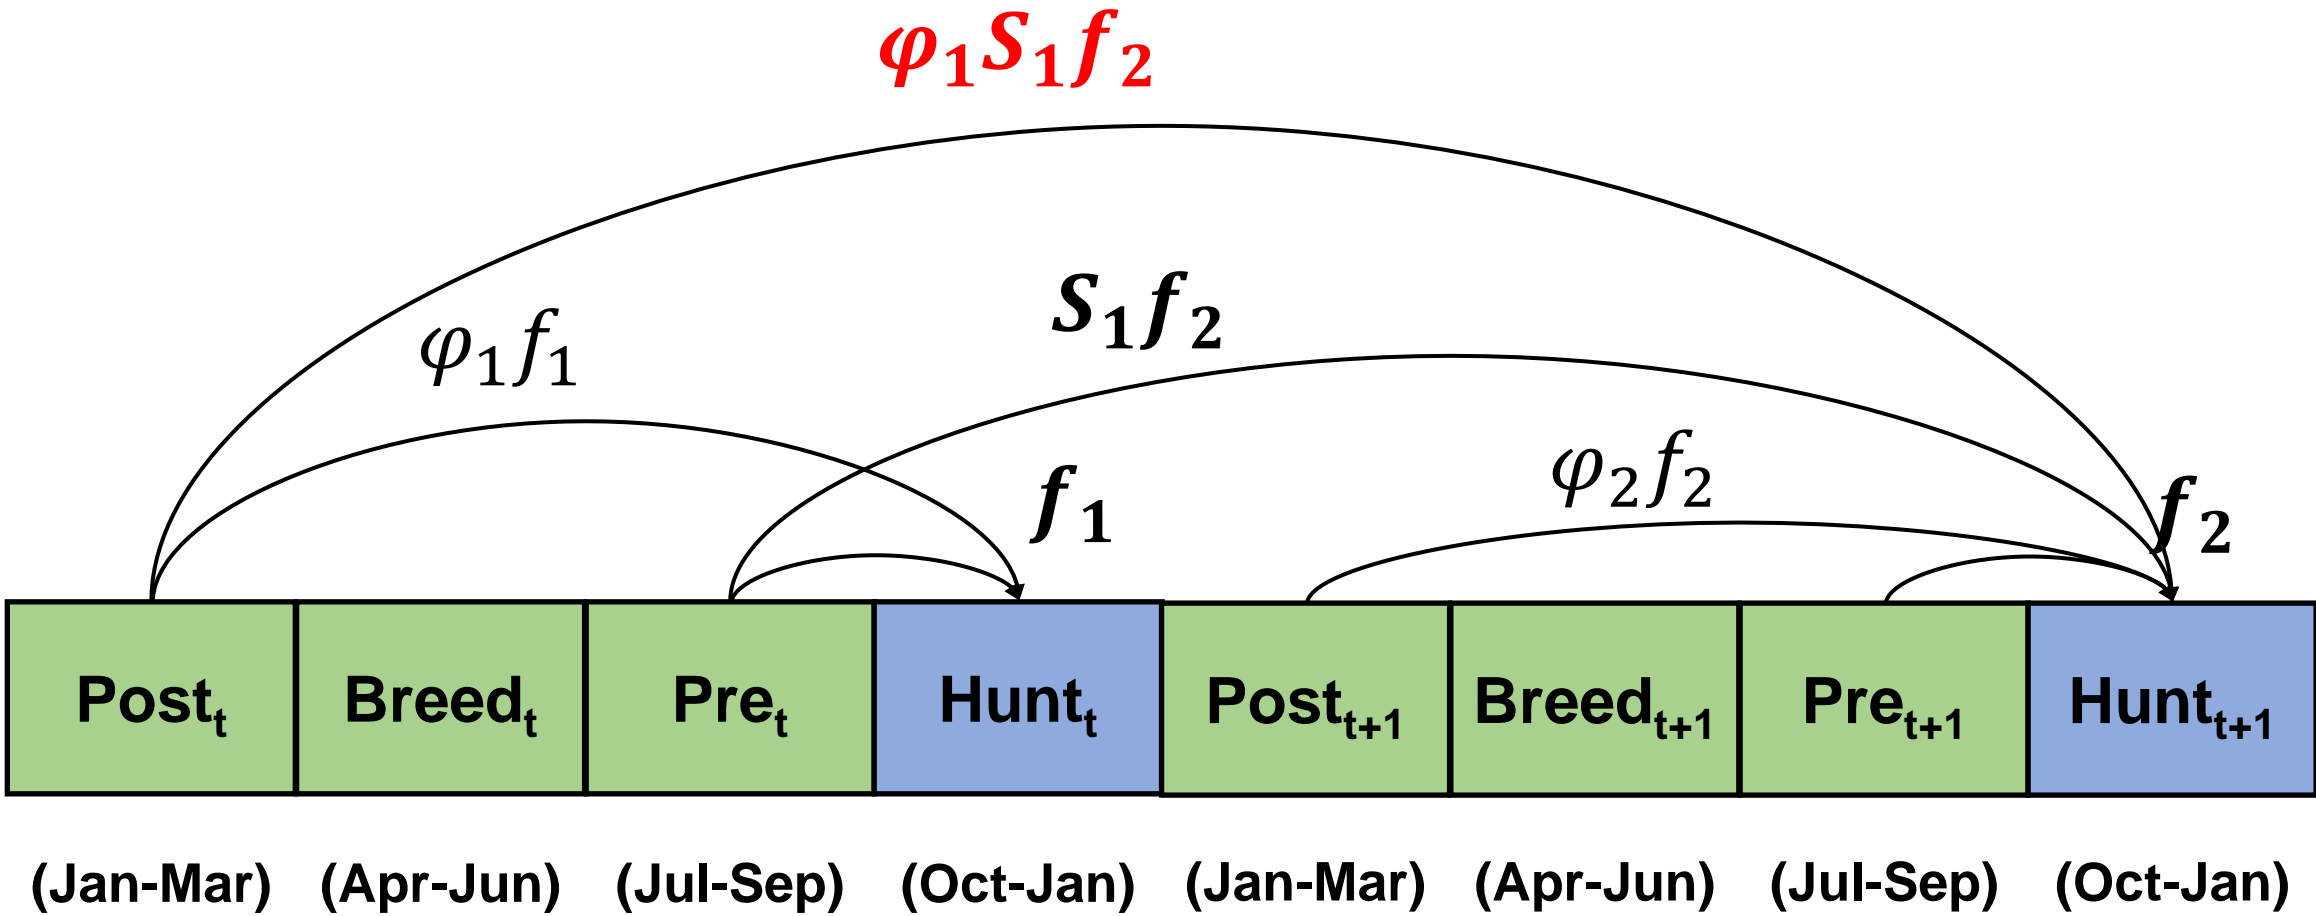 φ₁S₁f₂
S₁f₂
φ₁f₁
φ₂f₂
f₁
f₂
Postₜ Breedₜ Preₜ Huntₜ Postₜ₊₁ Breedₜ₊₁ Preₜ₊₁ Huntₜ₊₁
(Jan-Mar) (Apr-Jun) (Jul-Sep) (Oct-Jan) (Jan-Mar) (Apr-Jun) (Jul-Sep) (Oct-Jan)